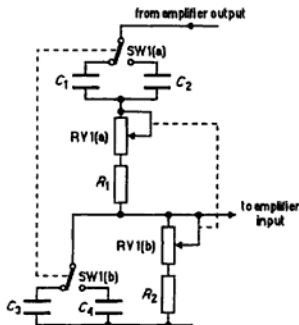 from amplifier output
SW1(a)
C1
C2
RV1(a)
R1
to amplifier
input
RV1(b)
SW1(b)
C3
C4
R2